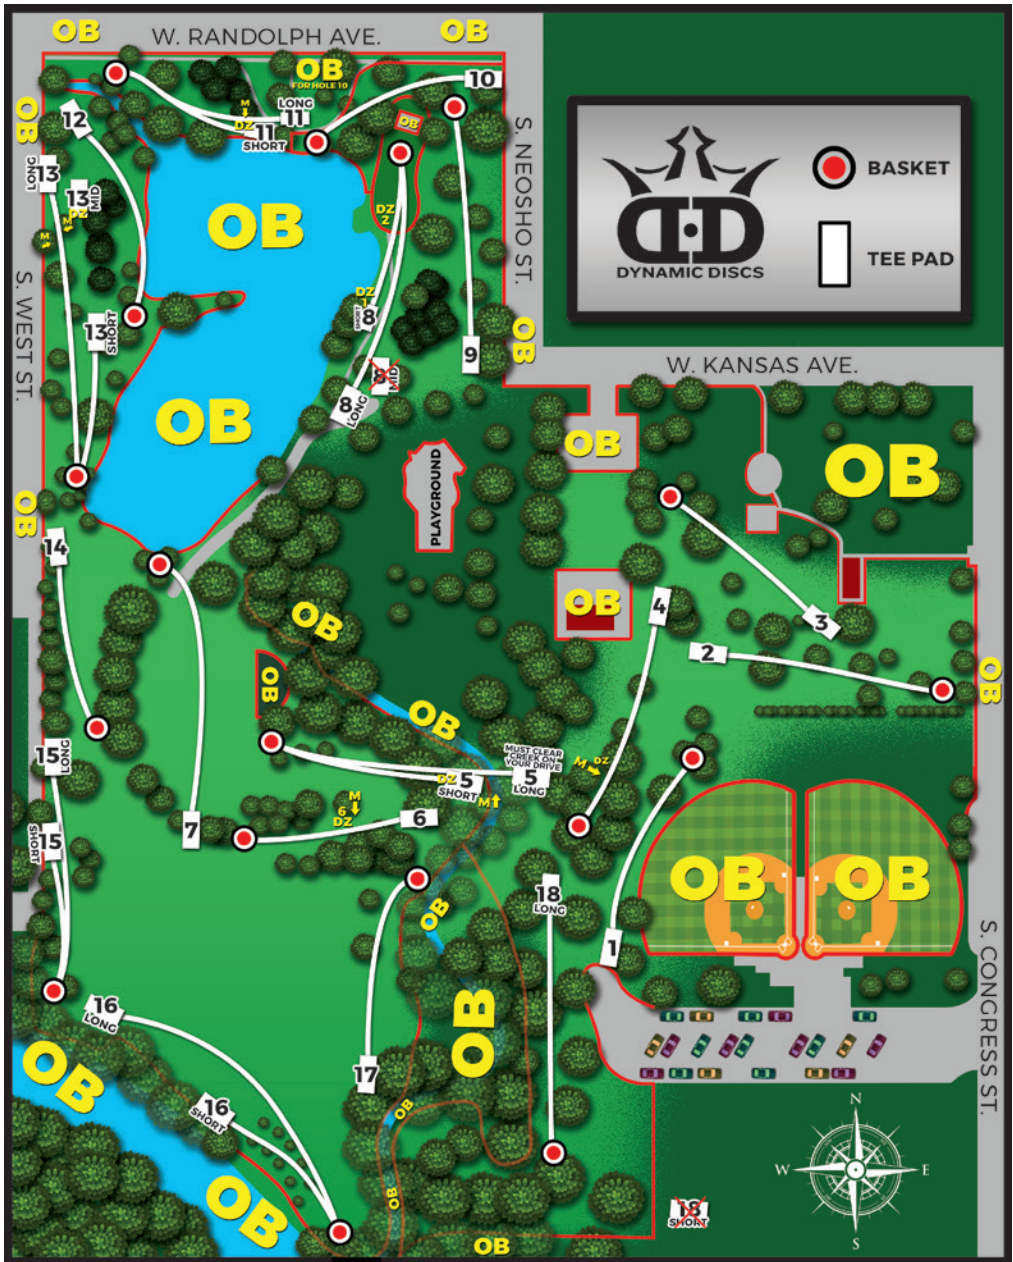 OB
W. RANDOLPH AVE.
OB
OB
FOR HOLE 10
10
LONG
11
M
DZ
11
SHORT
OB
OB
12
S. NEOSHO ST.
BASKET
TEE PAD
DYNAMIC DISCS
LONG
13
13
MID
DZ
M
M
OB
DZ
2
S. WEST ST.
DZ
1
SHORT
8
13
SHORT
OB
9
W. KANSAS AVE.
8
MID
8
LONG
OB
OB
OB
PLAYGROUND
OB
14
OB
4
3
OB
2
OB
OB
OB
15
LONG
MUST CLEAR
CREEK ON
YOUR DRIVE
5
LONG
DZ
5
SHORT
M
M
DZ
M
6
DZ
6
7
SHORT
15
OB
OB
18
LONG
OB
1
S. CONGRESS ST.
16
LONG
OB
OB
17
16
SHORT
OB
OB
OB
OB
18
SHORT
N
W
E
S